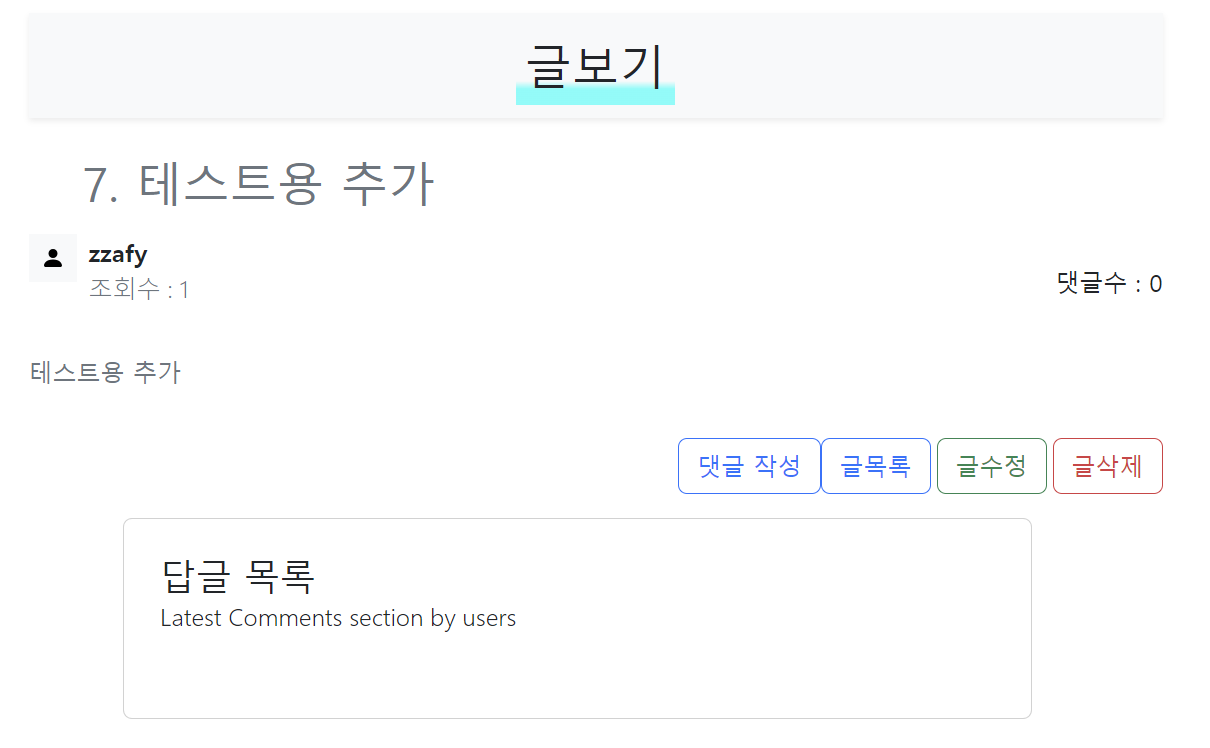 글보기
7. 테스트용 추가
zzafy
조회수 : 1
댓글수 : 0
테스트용 추가
댓글 작성 글목록 글수정 글삭제
답글 목록
Latest Comments section by users